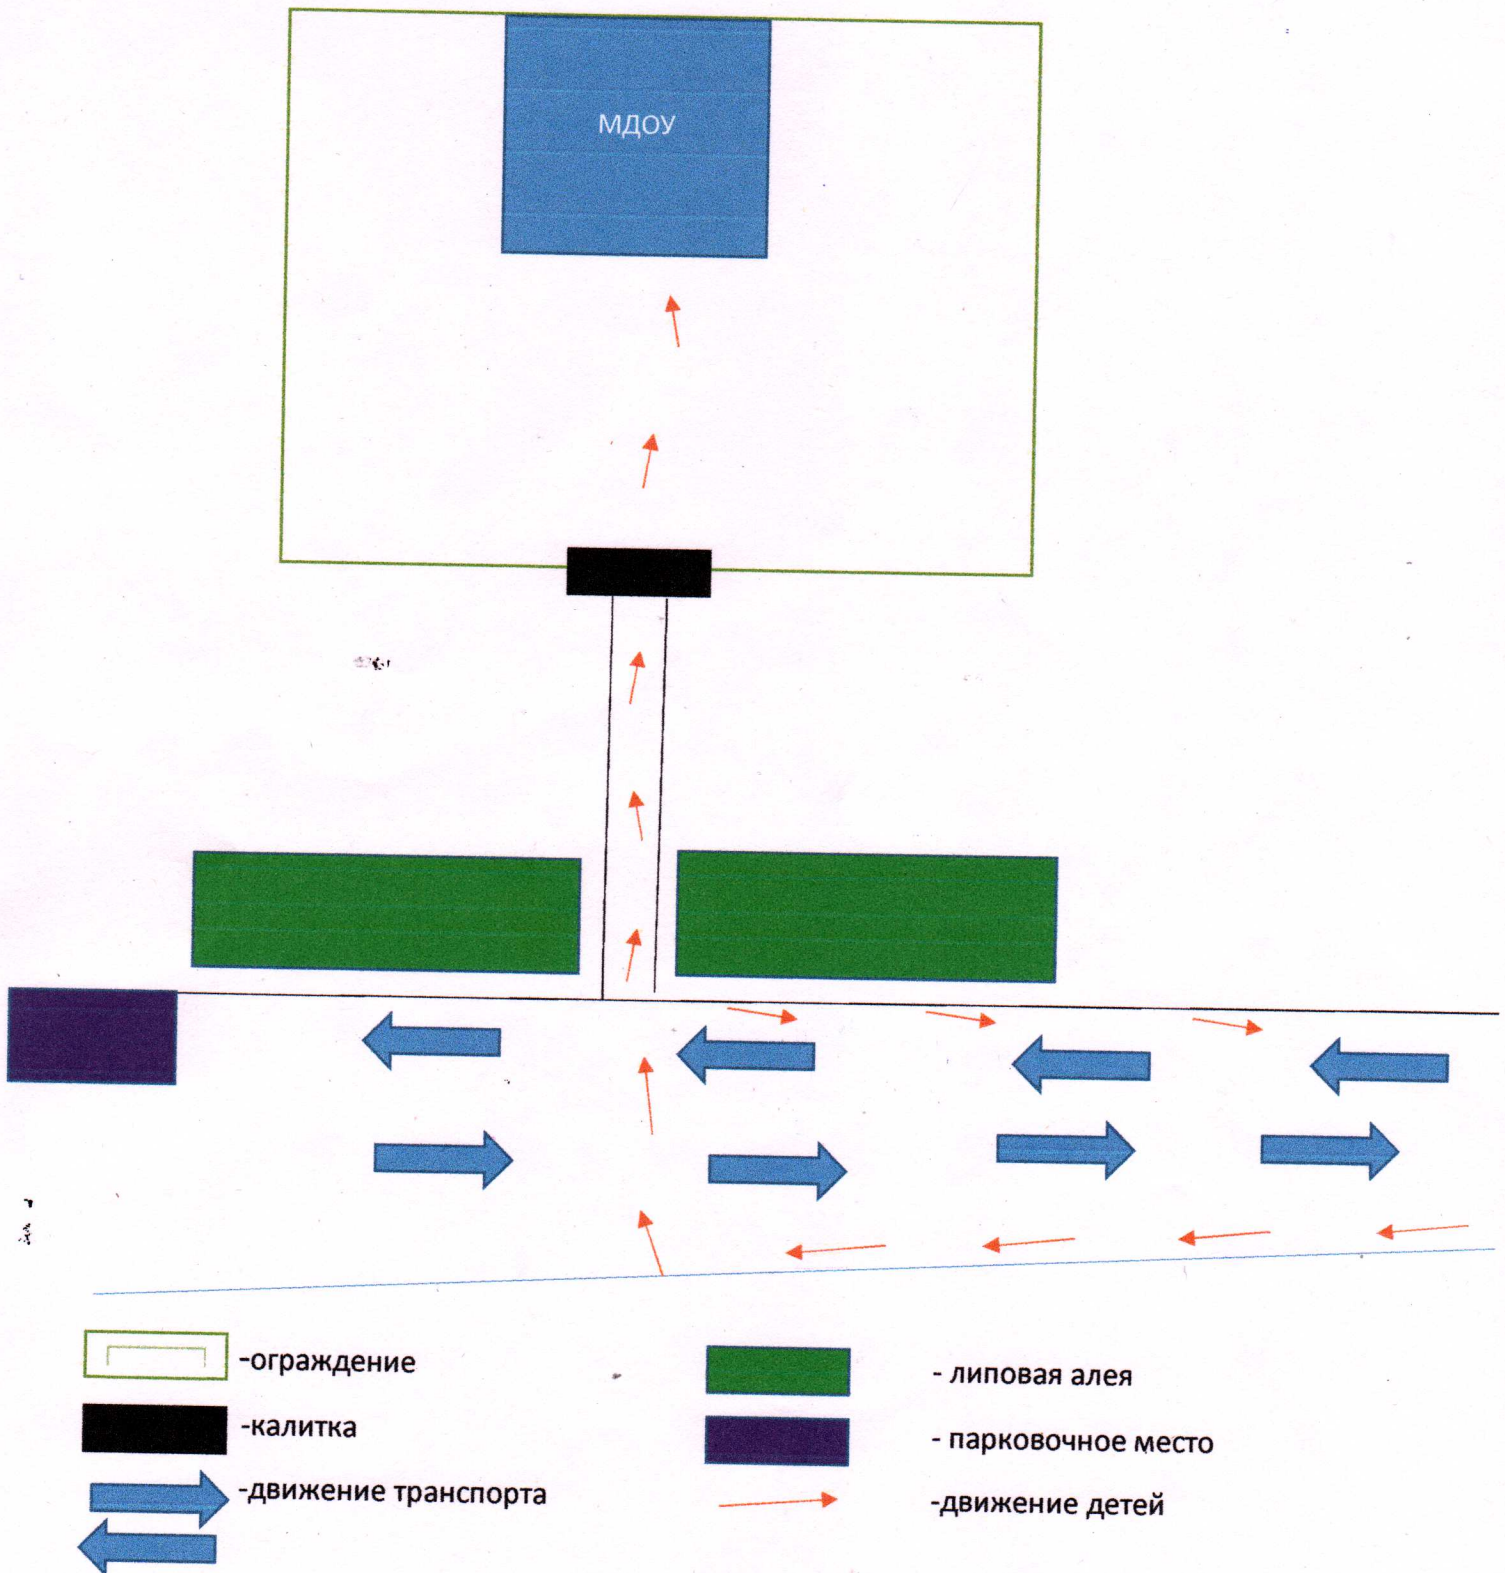 МДОУ
-ограждение
- липовая алея
-калитка
- парковочное место
-движение транспорта
-движение детей